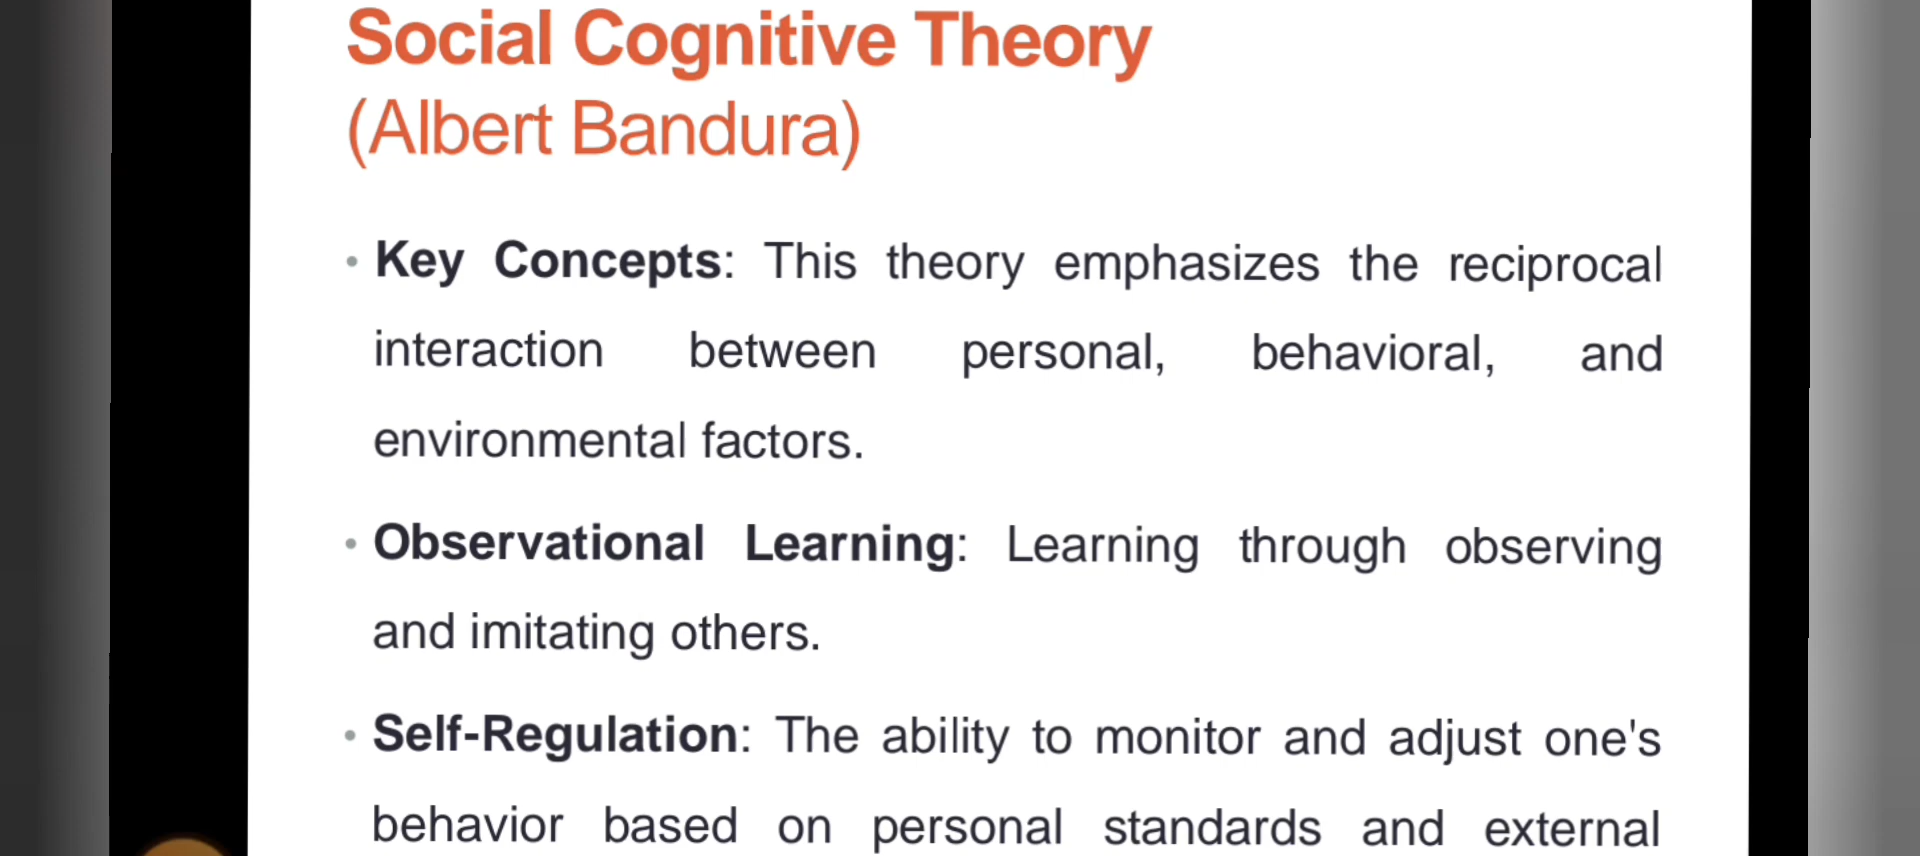 Social Cognitive Theory
(Albert Bandura)
• Key Concepts: This theory emphasizes the reciprocal
interaction between personal, behavioral, and
environmental factors.
• Observational Learning: Learning through observing
and imitating others.
• Self-Regulation: The ability to monitor and adjust one's
behavior based on personal standards and external